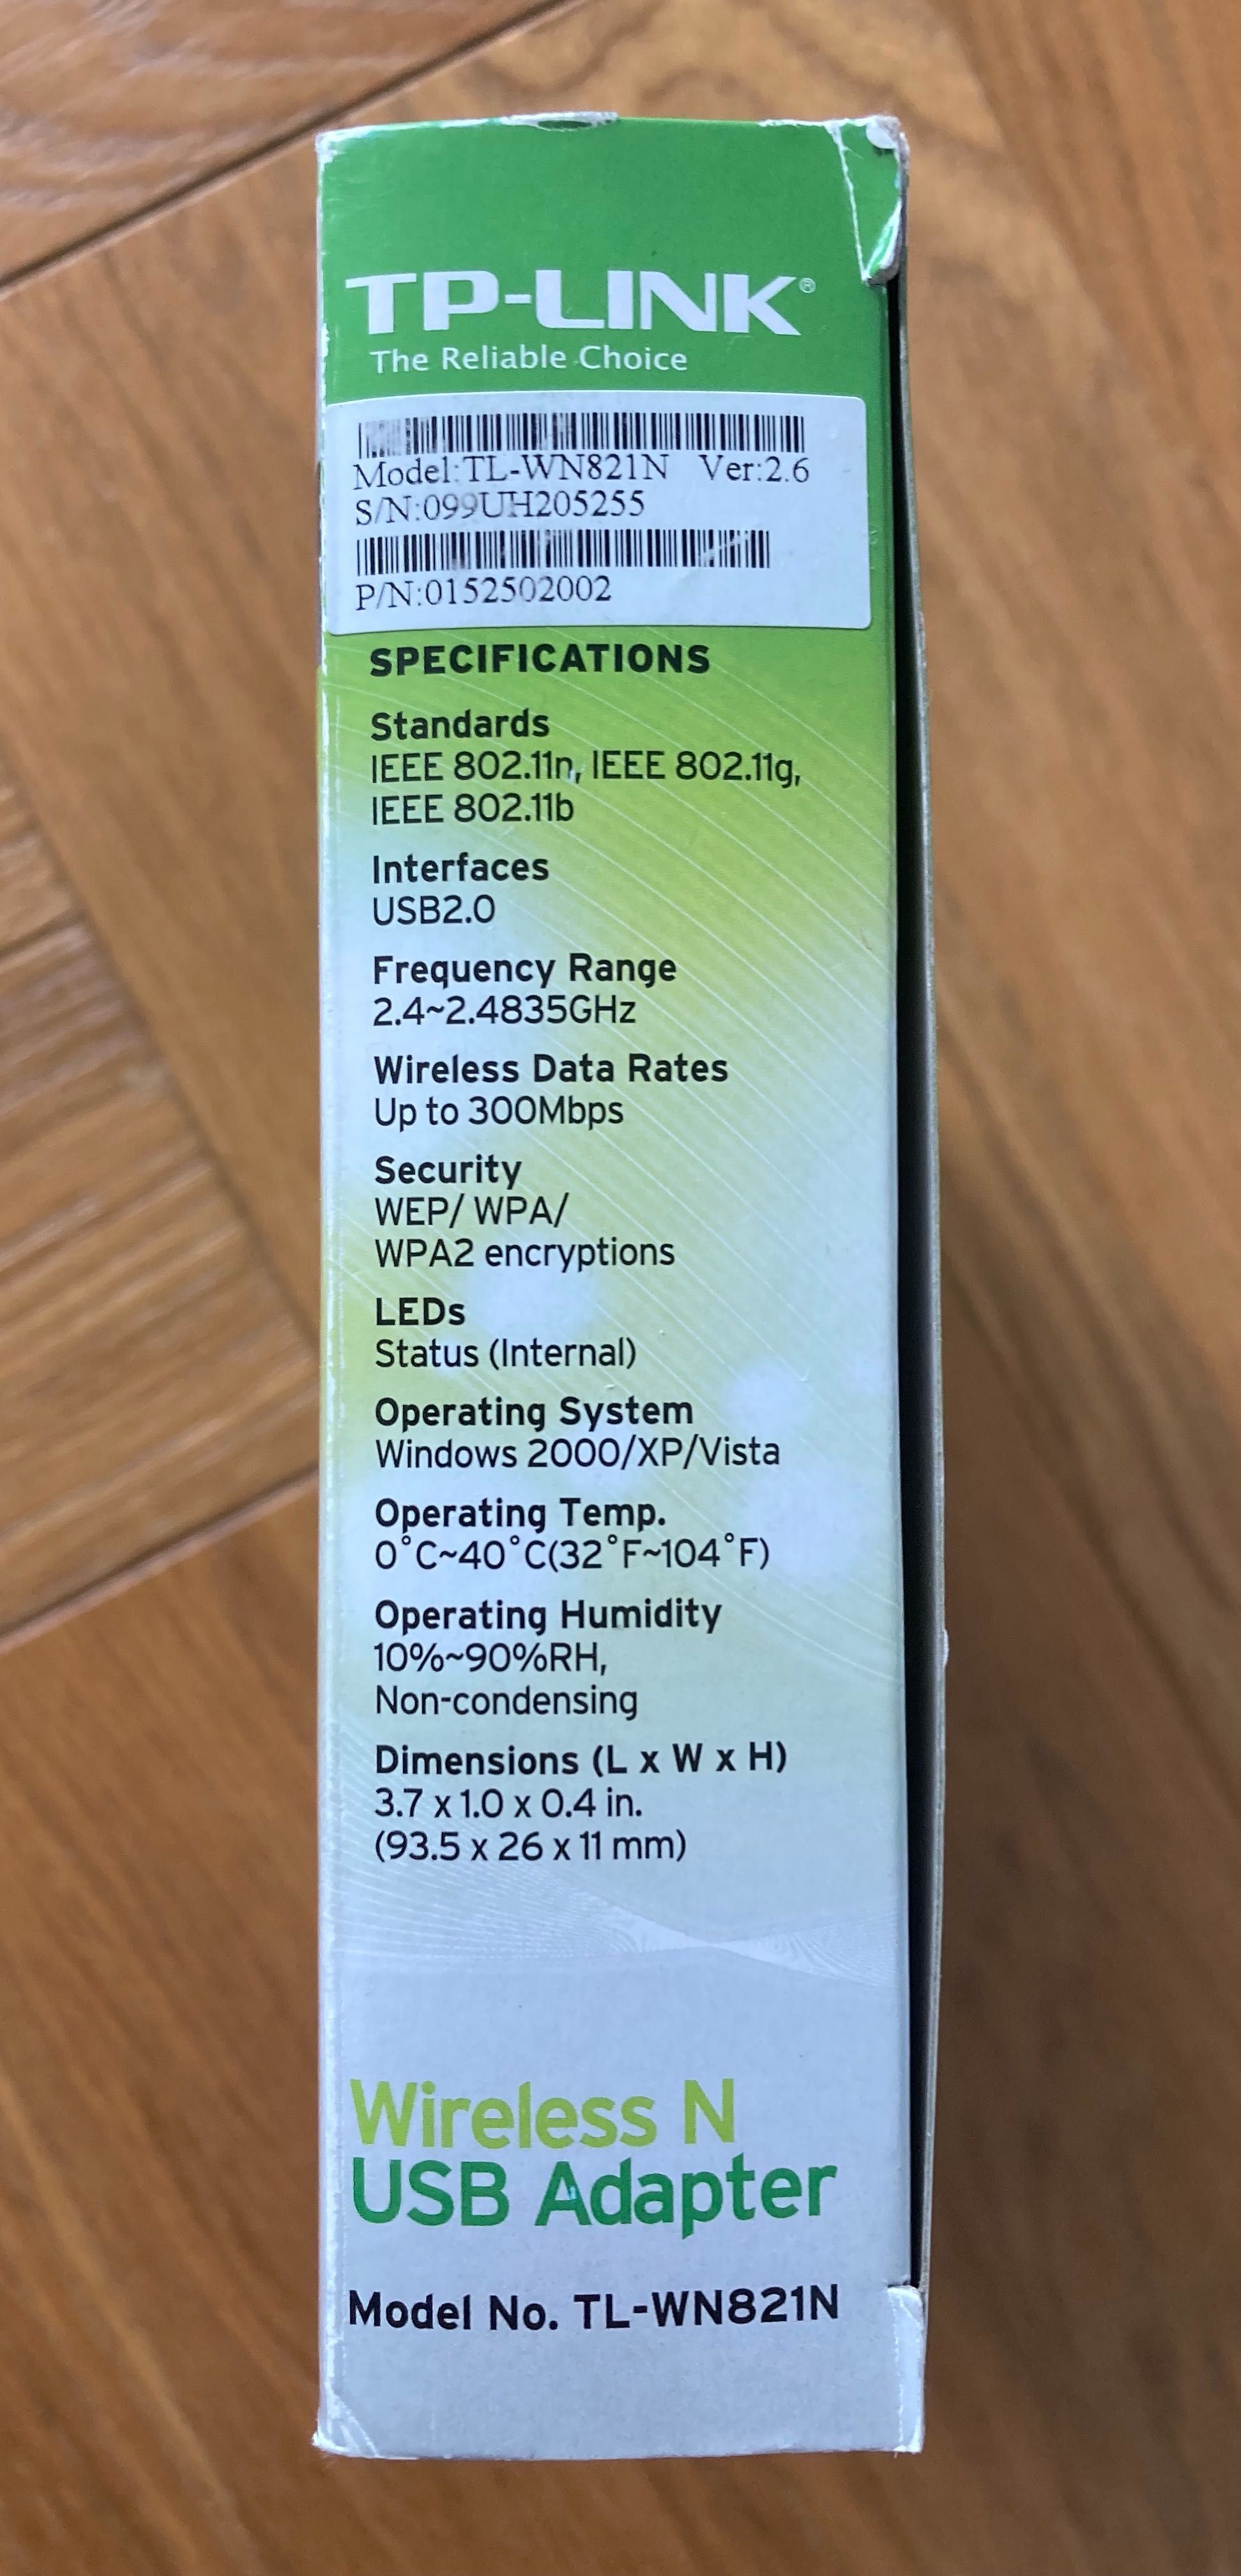 TP-LINK®
The Reliable Choice
Model:TL-WN821N Ver:2.6
S/N:099UH205255
P/N:0152502002
SPECIFICATIONS
Standards
IEEE 802.11n, IEEE 802.11g,
IEEE 802.11b
Interfaces
USB2.0
Frequency Range
2.4~2.4835GHz
Wireless Data Rates
Up to 300Mbps
Security
WEP/ WPA/
WPA2 encryptions
LEDs
Status (Internal)
Operating System
Windows 2000/XP/Vista
Operating Temp.
0˚C~40˚C(32˚F~104˚F)
Operating Humidity
10%~90%RH,
Non-condensing
Dimensions (L x W x H)
3.7 x 1.0 x 0.4 in.
(93.5 x 26 x 11 mm)
Wireless N
USB Adapter
Model No. TL-WN821N